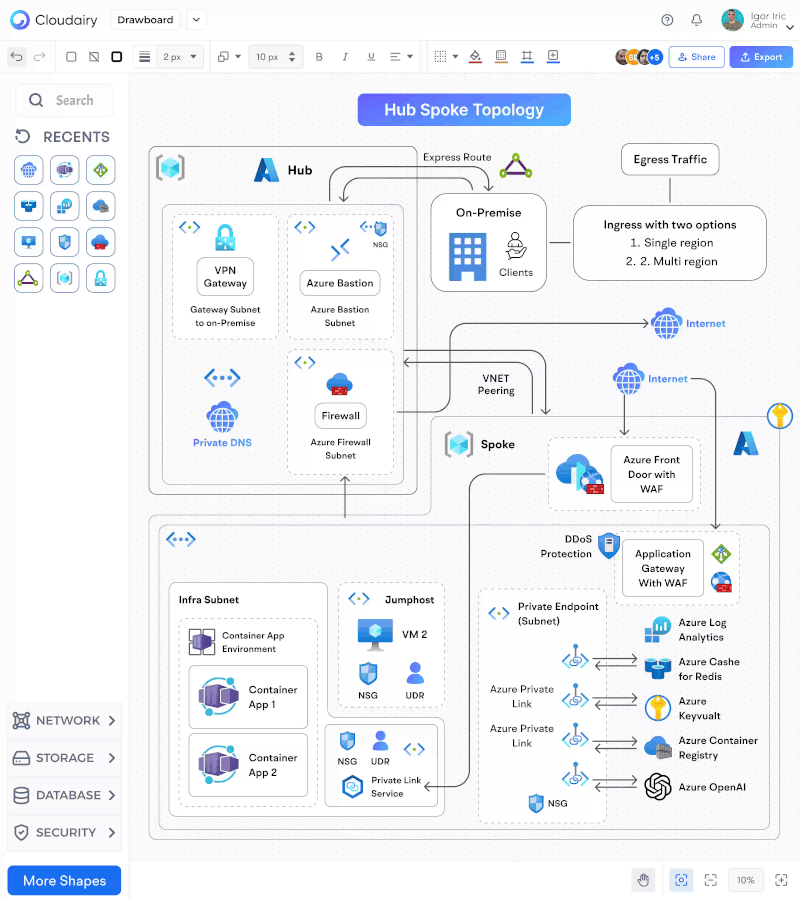 Cloudairy
Drawboard
Igor Iric
Admin
2 px
10 px
B
I
U
+5
Share
Export
Search
RECENTS
Hub Spoke Topology
Hub
Express Route
Egress Traffic
On-Premise
Clients
Ingress with two options
1. Single region
2. 2. Multi region
NSG
VPN
Gateway
Gateway Subnet
to on-Premise
Azure Bastion
Azure Bastion
Subnet
Internet
Internet
VNET
Peering
Private DNS
Firewall
Azure Firewall
Subnet
Spoke
Azure Front
Door with
WAF
DDoS
Protection
Application
Gateway
With WAF
Infra Subnet
Container App
Environment
Container
App 1
Container
App 2
Jumphost
VM 2
NSG
UDR
NSG
UDR
Private Link
Service
Private Endpoint
(Subnet)
Azure Private
Link
Azure Private
Link
NSG
Azure Log
Analytics
Azure Cashe
for Redis
Azure
Keyvualt
Azure Container
Registry
Azure OpenAI
NETWORK
STORAGE
DATABASE
SECURITY
More Shapes
10%